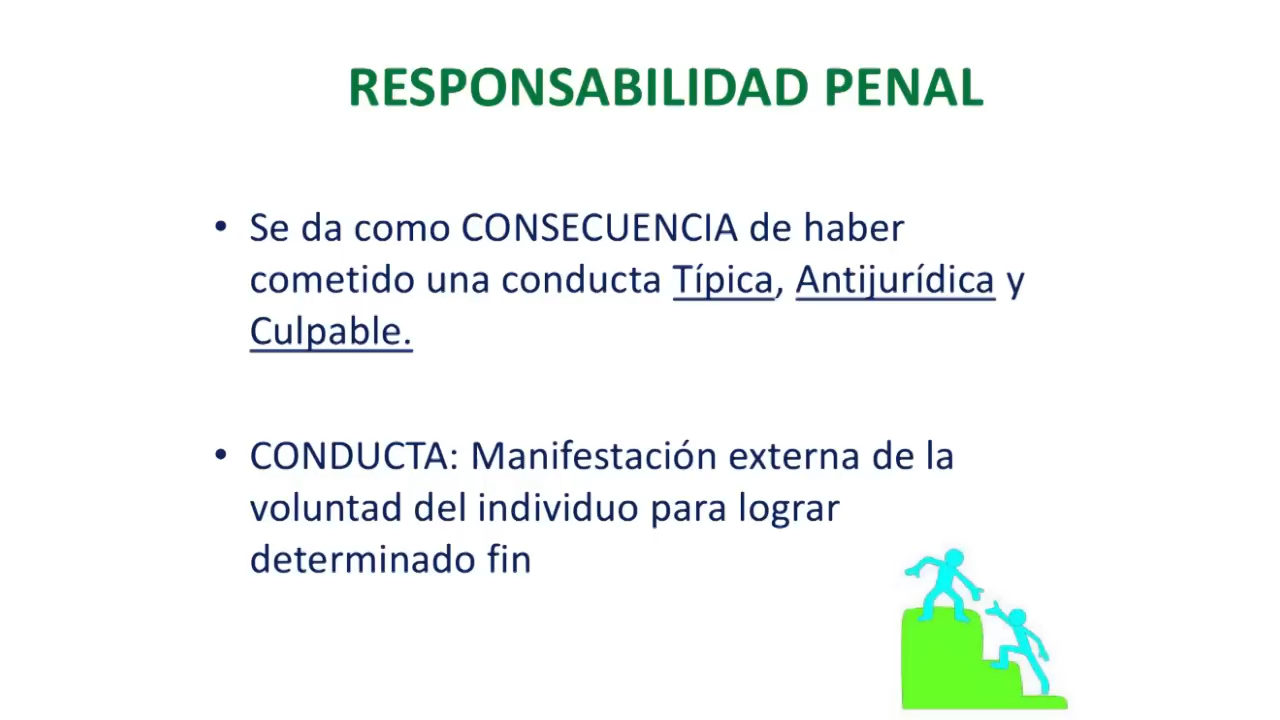 RESPONSABILIDAD PENAL
• Se da como CONSECUENCIA de haber
cometido una conducta Típica, Antijurídica y
Culpable.
• CONDUCTA: Manifestación externa de la
voluntad del individuo para lograr
determinado fin